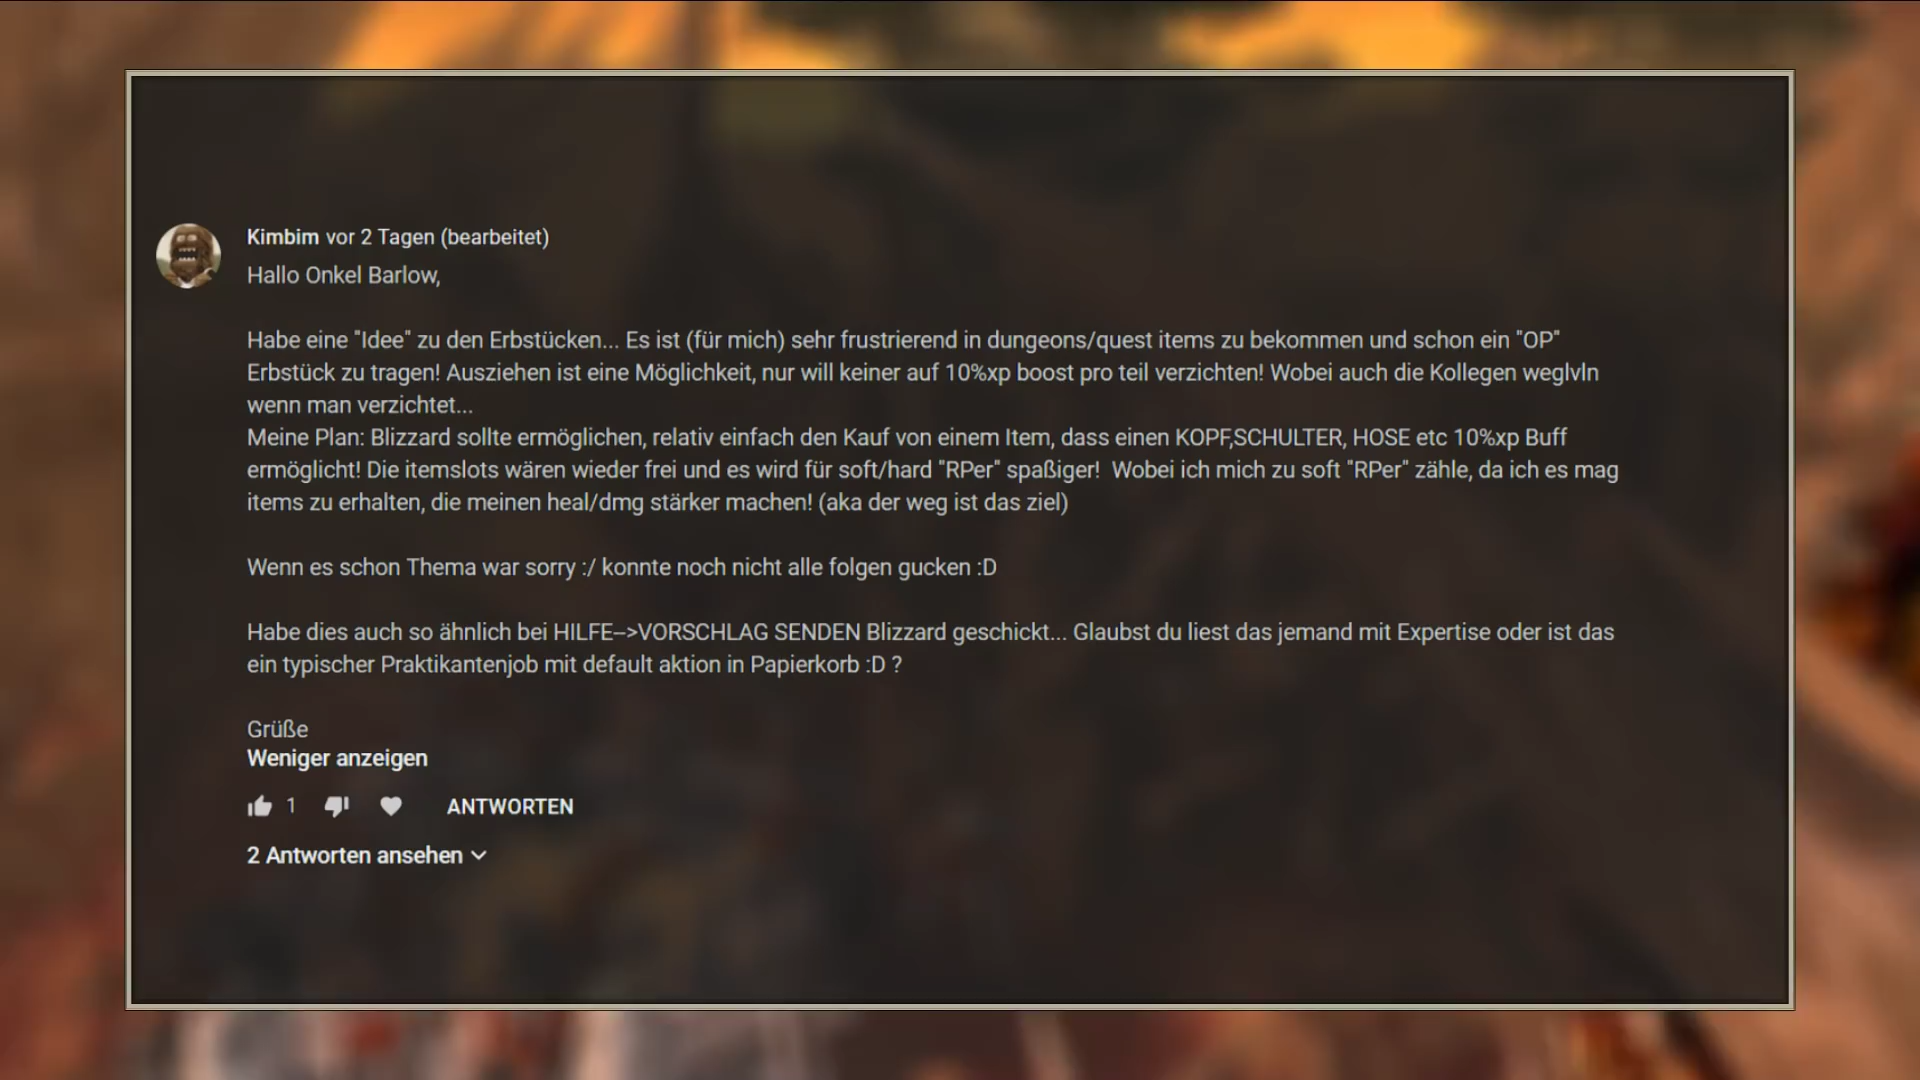 Kimbim vor 2 Tagen (bearbeitet)
Hallo Onkel Barlow,
Habe eine "Idee" zu den Erbstücken... Es ist (für mich) sehr frustrierend in dungeons/quest items zu bekommen und schon ein "OP"
Erbstück zu tragen! Ausziehen ist eine Möglichkeit, nur will keiner auf 10%xp boost pro teil verzichten! Wobei auch die Kollegen weglvln
wenn man verzichtet...
Meine Plan: Blizzard sollte ermöglichen, relativ einfach den Kauf von einem Item, dass einen KOPF,SCHULTER, HOSE etc 10%xp Buff
ermöglicht! Die itemslots wären wieder frei und es wird für soft/hard "RPer" spaßiger!  Wobei ich mich zu soft "RPer" zähle, da ich es mag
items zu erhalten, die meinen heal/dmg stärker machen! (aka der weg ist das ziel)
Wenn es schon Thema war sorry :/ konnte noch nicht alle folgen gucken :D
Habe dies auch so ähnlich bei HILFE-->VORSCHLAG SENDEN Blizzard geschickt... Glaubst du liest das jemand mit Expertise oder ist das
ein typischer Praktikantenjob mit default aktion in Papierkorb :D ?
Grüße
Weniger anzeigen
1 ANTWORTEN
2 Antworten ansehen